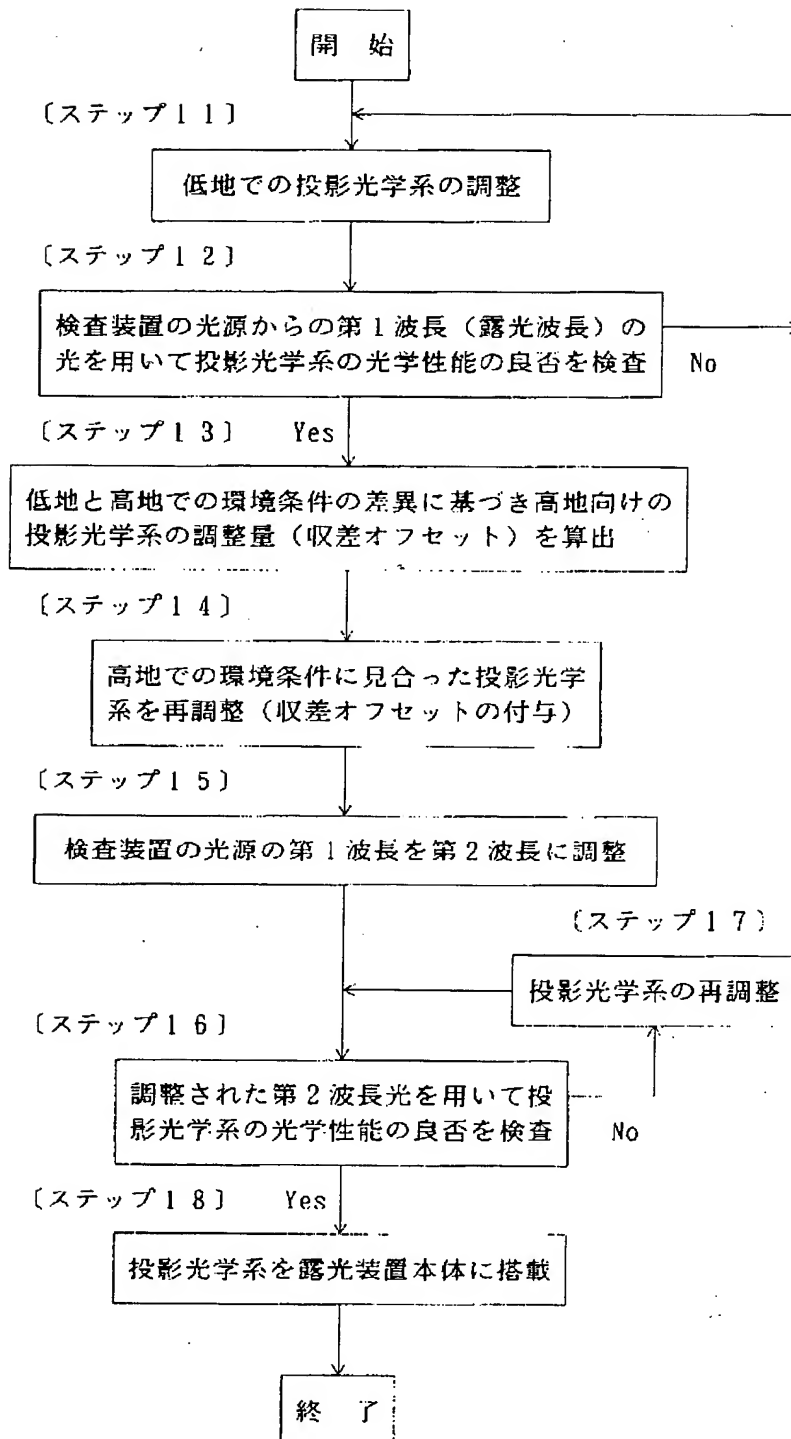 開 始
〔ステップ11〕
低地での投影光学系の調整
〔ステップ12〕
検査装置の光源からの第1波長(露光波長)の
光を用いて投影光学系の光学性能の良否を検査
No
〔ステップ13〕 Yes
低地と高地での環境条件の差異に基づき高地向けの
投影光学系の調整量(収差オフセット)を算出
〔ステップ14〕
高地での環境条件に見合った投影光学
系を再調整(収差オフセットの付与)
〔ステップ15〕
検査装置の光源の第1波長を第2波長に調整
〔ステップ17〕
投影光学系の再調整
〔ステップ16〕
調整された第2波長光を用いて投
影光学系の光学性能の良否を検査
No
〔ステップ18〕 Yes
投影光学系を露光装置本体に搭載
終 了